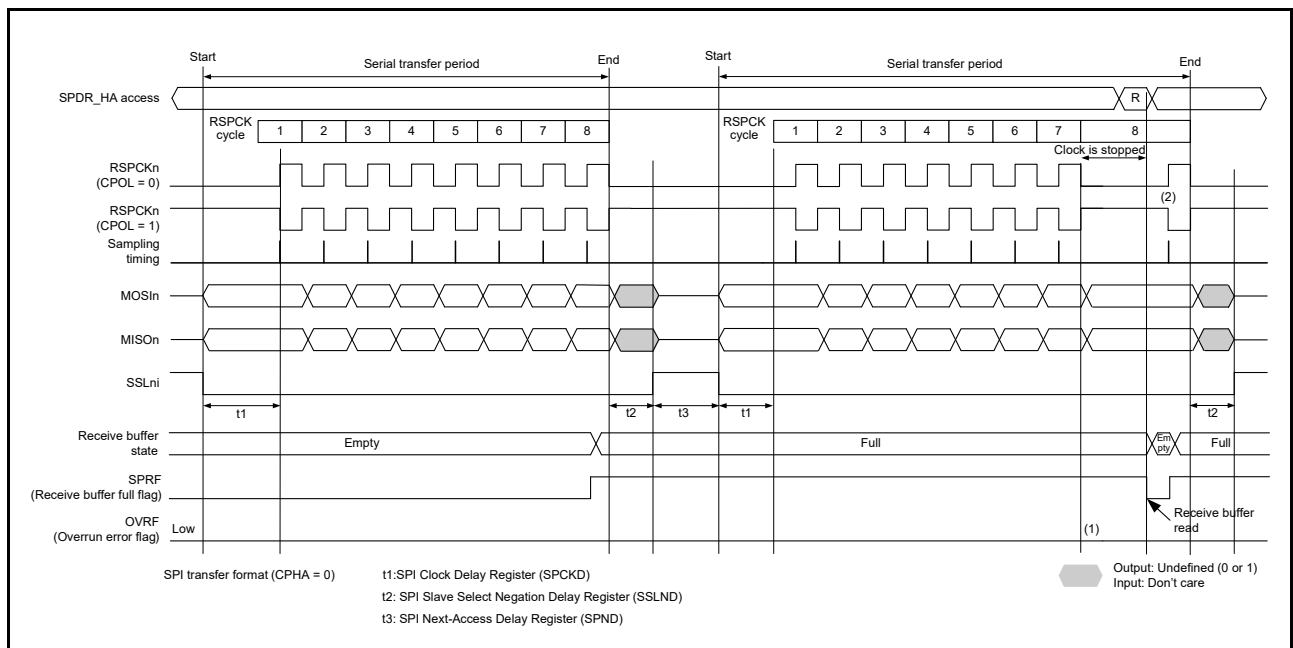 Start
Serial transfer period
End
Start
Serial transfer period
End
SPDR_HA access
R
RSPCK
cycle
1 2 3 4 5 6 7 8
RSPCK
cycle
1 2 3 4 5 6 7 8
Clock is stopped
RSPCKn
(CPOL = 0)
(2)
RSPCKn
(CPOL = 1)
Sampling
timing
MOSIn
MISOn
SSLni
t1
t2
t3
t1
t2
Receive buffer
state
Empty
Full
Em
pty
Full
SPRF
(Receive buffer full flag)
Receive buffer
read
OVRF
(Overrun error flag)
Low
(1)
SPI transfer format (CPHA = 0)
t1:SPI Clock Delay Register (SPCKD)
t2: SPI Slave Select Negation Delay Register (SSLND)
t3: SPI Next-Access Delay Register (SPND)
Output: Undefined (0 or 1)
Input: Don't care